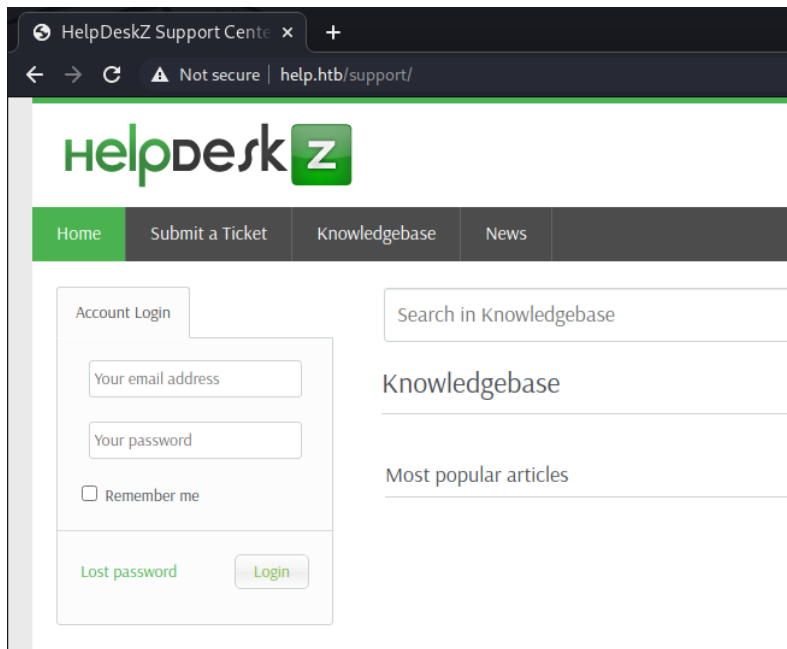 HelpDeskZ Support Cente
Not secure help.htb/support/
HelpDesk Z
Home Submit a Ticket Knowledgebase News
Account Login
Search in Knowledgebase
Your email address
Knowledgebase
Your password
Most popular articles
Remember me
Lost password Login